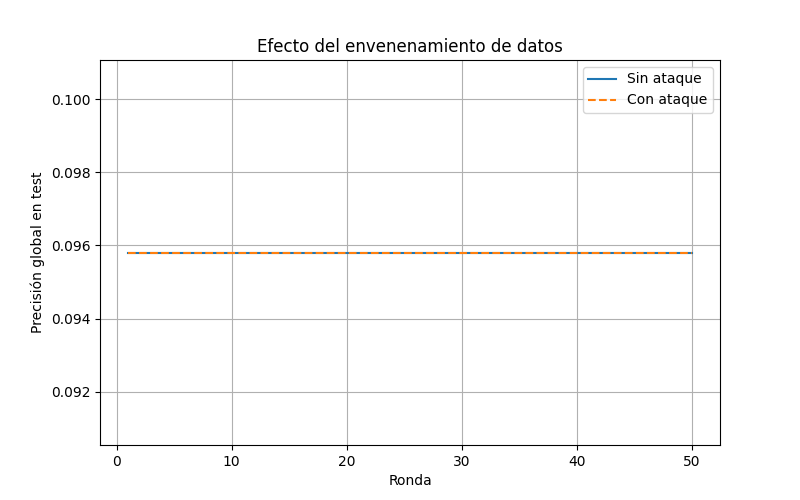 Efecto del envenenamiento de datos
Sin ataque
Con ataque
Precisión global en test
0.100
0.098
0.096
0.094
0.092
0 10 20 30 40 50
Ronda